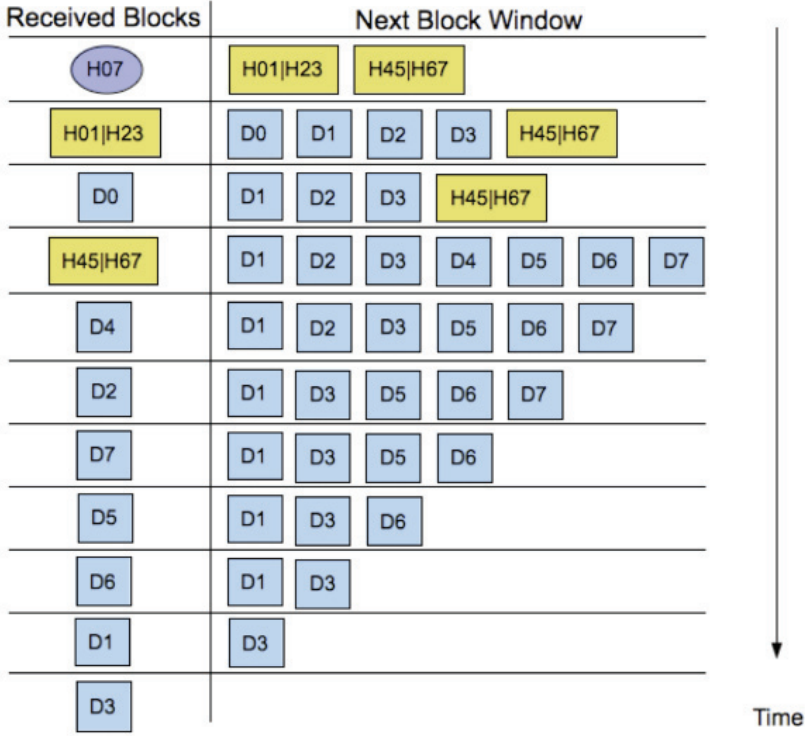 Received Blocks Next Block Window
H07 H01|H23 H45|H67
H01|H23 D0 D1 D2 D3 H45|H67
D0 D1 D2 D3 H45|H67
H45|H67 D1 D2 D3 D4 D5 D6 D7
D4 D1 D2 D3 D5 D6 D7
D2 D1 D3 D5 D6 D7
D7 D1 D3 D5 D6
D5 D1 D3 D6
D6 D1 D3
D1 D3
D3
Time